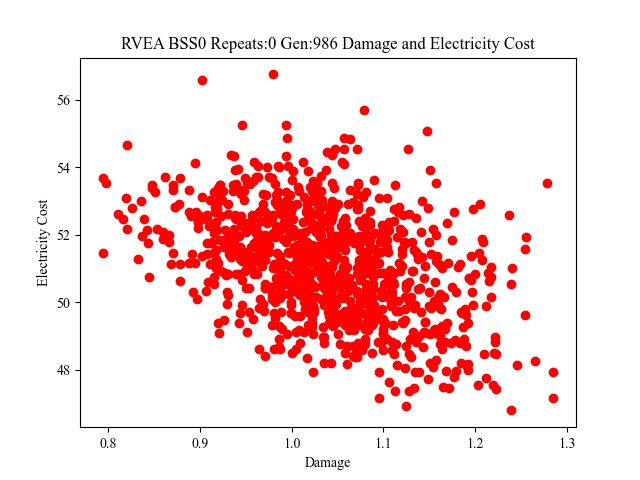 RVEA BSS0 Repeats:0 Gen:986 Damage and Electricity Cost
56
54
52
50
48
Electricity Cost
0.8 0.9 1.0 1.1 1.2 1.3
Damage